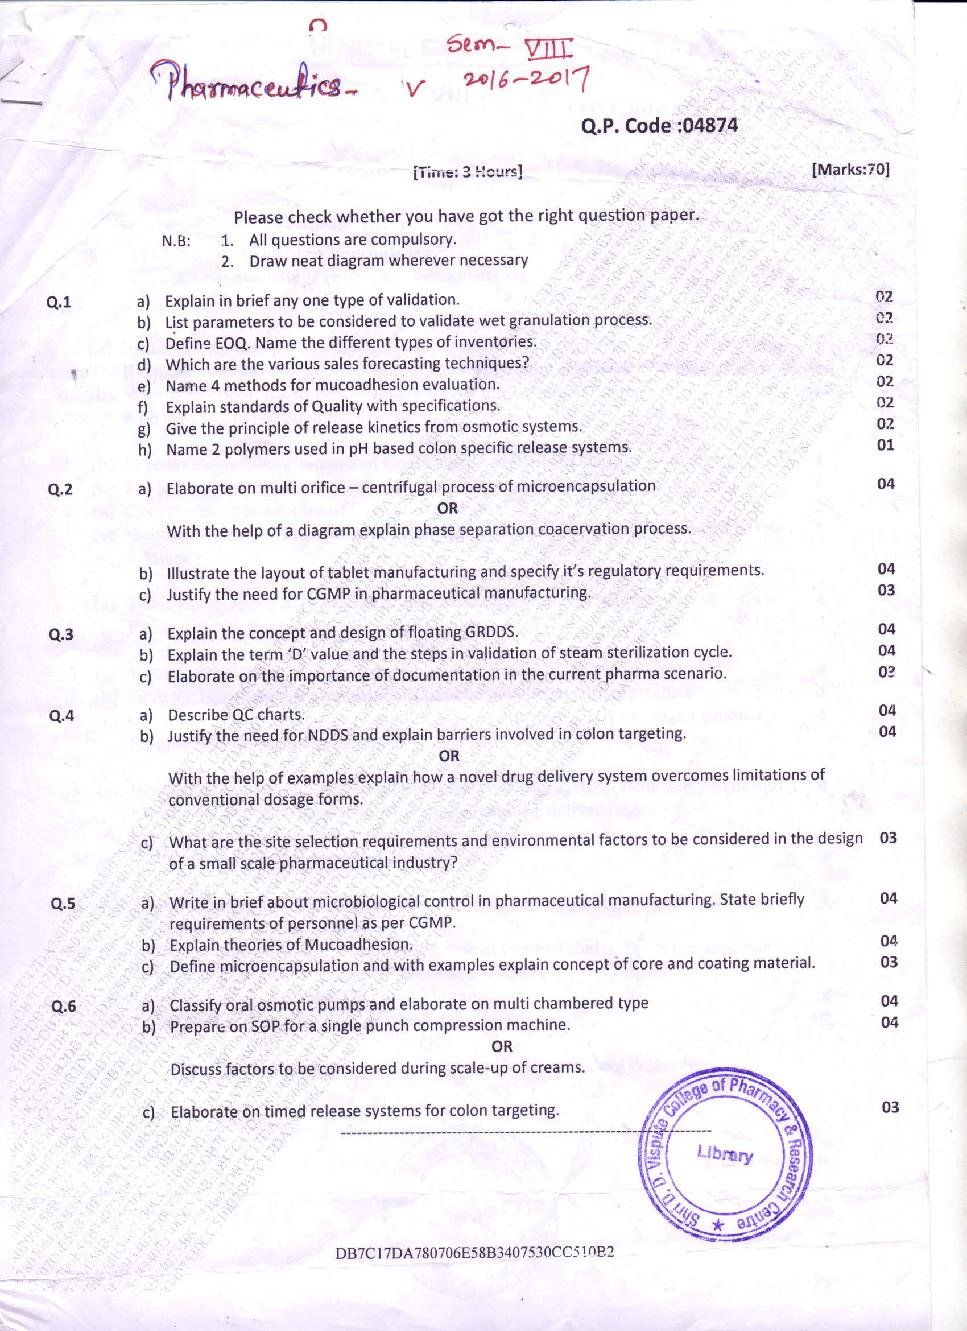 Sem- VIII
Pharmaceutics- V 2016-2017
Q.P. Code :04874
[Time: 3 Hours] [Marks:70]
Please check whether you have got the right question paper.
N.B: 1. All questions are compulsory.
2. Draw neat diagram wherever necessary
Q.1 a) Explain in brief any one type of validation. 02
b) List parameters to be considered to validate wet granulation process. 02
c) Define EOQ. Name the different types of inventories. 02
d) Which are the various sales forecasting techniques? 02
e) Name 4 methods for mucoadhesion evaluation. 02
f) Explain standards of Quality with specifications. 02
g) Give the principle of release kinetics from osmotic systems. 02
h) Name 2 polymers used in pH based colon specific release systems. 01
Q.2 a) Elaborate on multi orifice – centrifugal process of microencapsulation 04
OR
With the help of a diagram explain phase separation coacervation process.
b) Illustrate the layout of tablet manufacturing and specify it's regulatory requirements. 04
c) Justify the need for CGMP in pharmaceutical manufacturing. 03
Q.3 a) Explain the concept and design of floating GRDDS. 04
b) Explain the term 'D' value and the steps in validation of steam sterilization cycle. 04
c) Elaborate on the importance of documentation in the current pharma scenario. 03
Q.4 a) Describe QC charts. 04
b) Justify the need for NDDS and explain barriers involved in colon targeting. 04
OR
With the help of examples explain how a novel drug delivery system overcomes limitations of
conventional dosage forms.
c) What are the site selection requirements and environmental factors to be considered in the design 03
of a small scale pharmaceutical industry?
Q.5 a) Write in brief about microbiological control in pharmaceutical manufacturing. State briefly 04
requirements of personnel as per CGMP.
b) Explain theories of Mucoadhesion. 04
c) Define microencapsulation and with examples explain concept of core and coating material. 03
Q.6 a) Classify oral osmotic pumps and elaborate on multi chambered type 04
b) Prepare on SOP for a single punch compression machine. 04
OR
Discuss factors to be considered during scale-up of creams.
c) Elaborate on timed release systems for colon targeting. 03
Shri D. D. Vispute College of Pharmacy & Research Centre
Library
DB7C17DA780706E58B3407530CC510B2